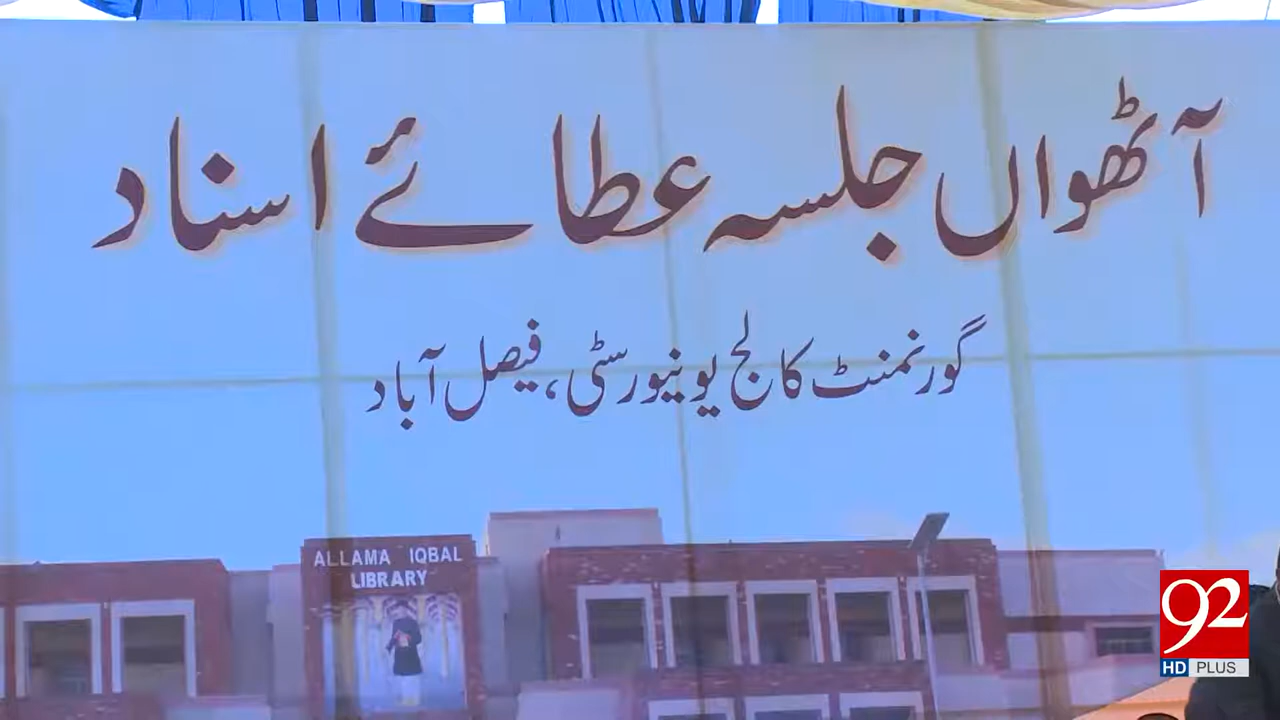 آٹھواں جلسہ عطائے اسناد
گورنمنٹ کالج یونیورسٹی، فیصل آباد
ALLAMA IQBAL
LIBRARY
92
HD PLUS